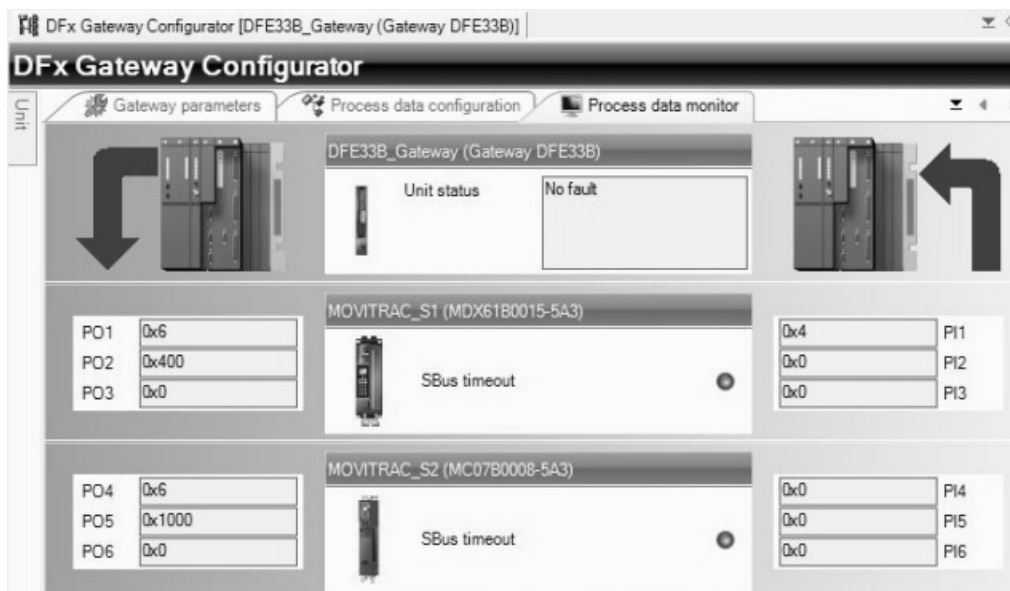 DFx Gateway Configurator [DFE33B_Gateway (Gateway DFE33B)]
DFx Gateway Configurator
Unit
Gateway parameters
Process data configuration
Process data monitor
DFE33B_Gateway (Gateway DFE33B)
Unit status
No fault
MOVITRAC_S1 (MDX61B0015-5A3)
PO1 0x6
PO2 0x400
PO3 0x0
SBus timeout
0x4 PI1
0x0 PI2
0x0 PI3
MOVITRAC_S2 (MC07B0008-5A3)
PO4 0x6
PO5 0x1000
PO6 0x0
SBus timeout
0x0 PI4
0x0 PI5
0x0 PI6